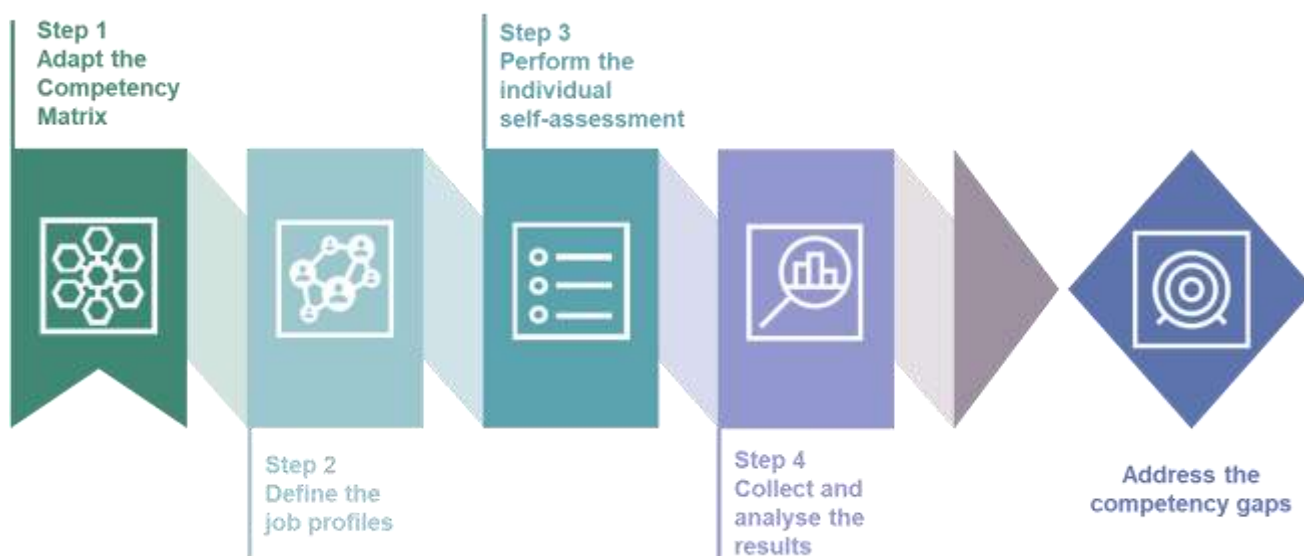 Step 1
Adapt the
Competency
Matrix
Step 2
Define the
job profiles
Step 3
Perform the
individual
self-assessment
Step 4
Collect and
analyse the
results
Address the
competency gaps